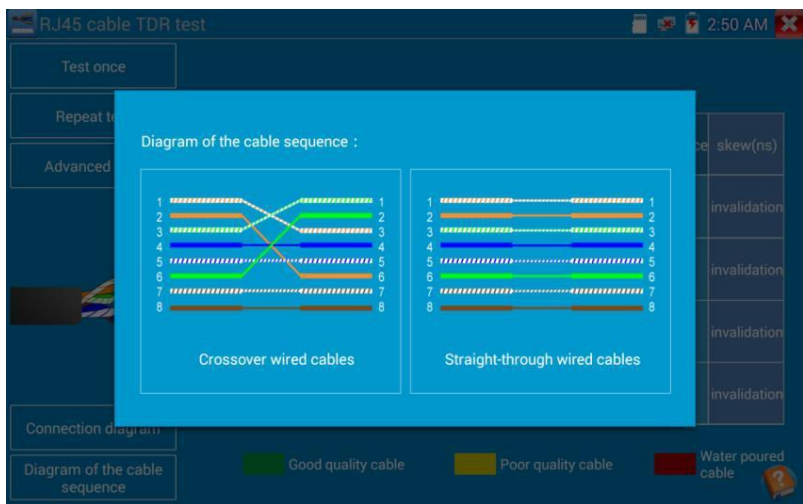 RJ45 cable TDR test
2:50 AM
Test once
Repeat te
Advanced
ce
skew(ns)
invalidation
invalidation
invalidation
invalidation
Diagram of the cable sequence :
1 1
2 2
3 3
4 4
5 5
6 6
7 7
8 8
Crossover wired cables
1 1
2 2
3 3
4 4
5 5
6 6
7 7
8 8
Straight-through wired cables
Connection diagram
Diagram of the cable
sequence
Good quality cable
Poor quality cable
Water poured
cable
?